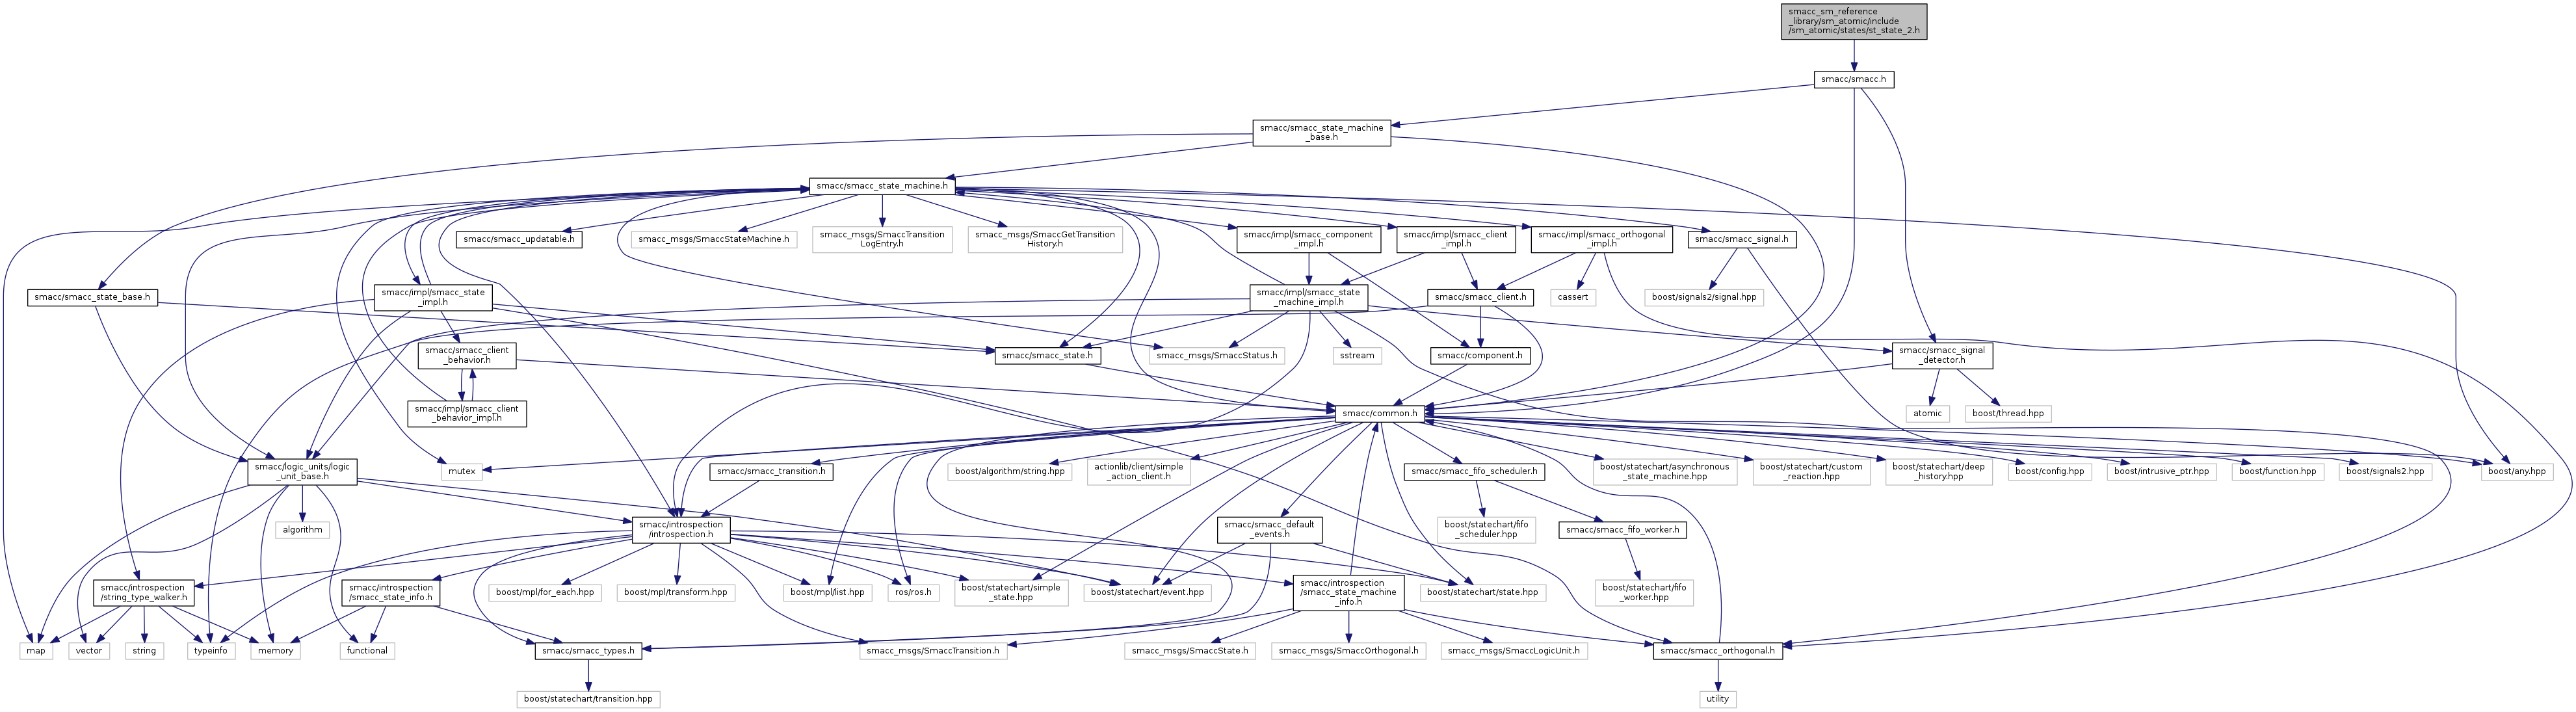 smacc_sm_reference
_library/sm_atomic/include
/sm_atomic/states/st_state_2.h
smacc/smacc.h
smacc/smacc_state_machine
_base.h
smacc/smacc_state_machine.h
smacc/smacc_updatable.h
smacc_msgs/SmaccStateMachine.h
smacc_msgs/SmaccTransition
LogEntry.h
smacc_msgs/SmaccGetTransition
History.h
smacc/impl/smacc_component
_impl.h
smacc/impl/smacc_client
_impl.h
smacc/impl/smacc_orthogonal
_impl.h
smacc/smacc_signal.h
smacc/smacc_state_base.h
smacc/impl/smacc_state
_impl.h
smacc/impl/smacc_state
_machine_impl.h
smacc/smacc_client.h
cassert
boost/signals2/signal.hpp
smacc/smacc_client
_behavior.h
smacc/smacc_state.h
smacc_msgs/SmaccStatus.h
sstream
smacc/component.h
smacc/smacc_signal
_detector.h
smacc/impl/smacc_client
_behavior_impl.h
smacc/common.h
atomic
boost/thread.hpp
smacc/logic_units/logic
_unit_base.h
mutex
smacc/smacc_transition.h
boost/algorithm/string.hpp
actionlib/client/simple
_action_client.h
smacc/smacc_fifo_scheduler.h
boost/statechart/asynchronous
_state_machine.hpp
boost/statechart/custom
_reaction.hpp
boost/statechart/deep
_history.hpp
boost/config.hpp
boost/intrusive_ptr.hpp
boost/function.hpp
boost/signals2.hpp
boost/any.hpp
algorithm
smacc/introspection
/introspection.h
smacc/smacc_default
_events.h
boost/statechart/fifo
_scheduler.hpp
smacc/smacc_fifo_worker.h
smacc/introspection
/string_type_walker.h
smacc/introspection
/smacc_state_info.h
boost/mpl/for_each.hpp
boost/mpl/transform.hpp
boost/mpl/list.hpp
ros/ros.h
boost/statechart/simple
_state.hpp
boost/statechart/event.hpp
smacc/introspection
/smacc_state_machine
_info.h
boost/statechart/state.hpp
boost/statechart/fifo
_worker.hpp
map
vector
string
typeinfo
memory
functional
smacc/smacc_types.h
smacc_msgs/SmaccTransition.h
smacc_msgs/SmaccState.h
smacc_msgs/SmaccOrthogonal.h
smacc_msgs/SmaccLogicUnit.h
smacc/smacc_orthogonal.h
boost/statechart/transition.hpp
utility